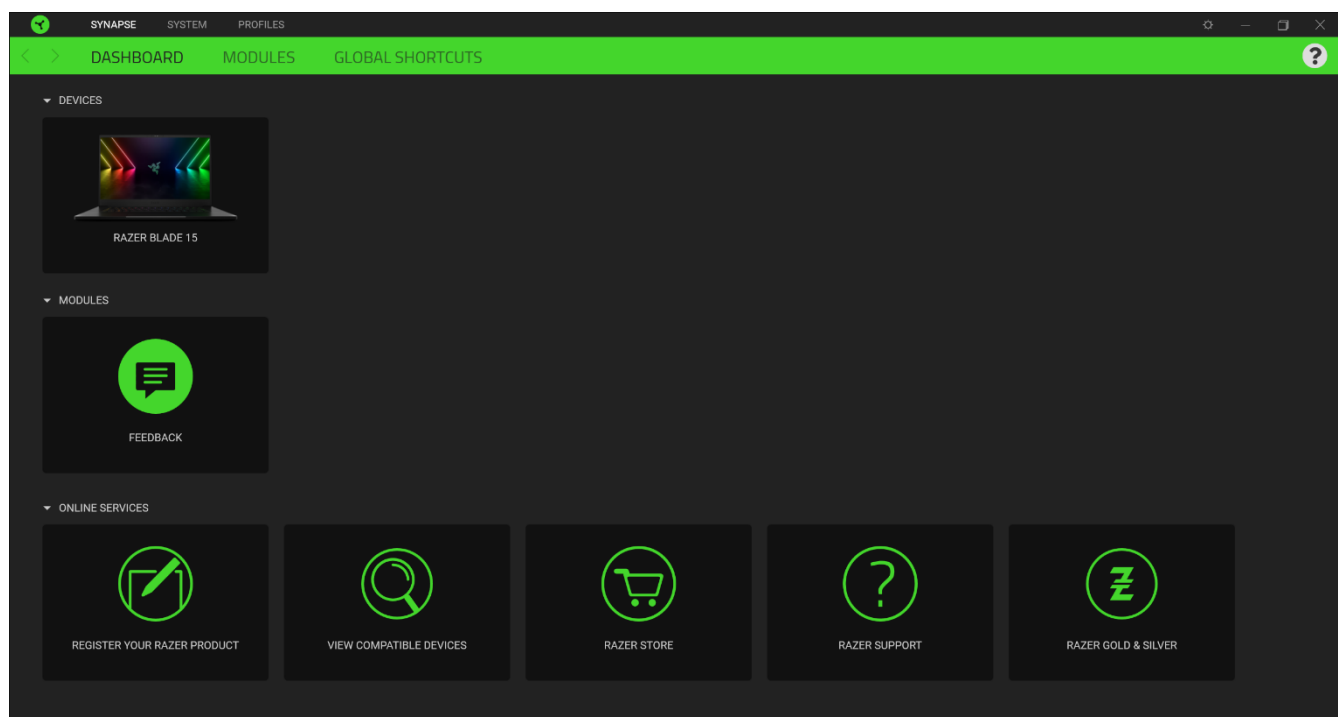 SYNAPSE SYSTEM PROFILES
DASHBOARD MODULES GLOBAL SHORTCUTS
DEVICES
RAZER BLADE 15
MODULES
FEEDBACK
ONLINE SERVICES
REGISTER YOUR RAZER PRODUCT
VIEW COMPATIBLE DEVICES
RAZER STORE
RAZER SUPPORT
RAZER GOLD & SILVER